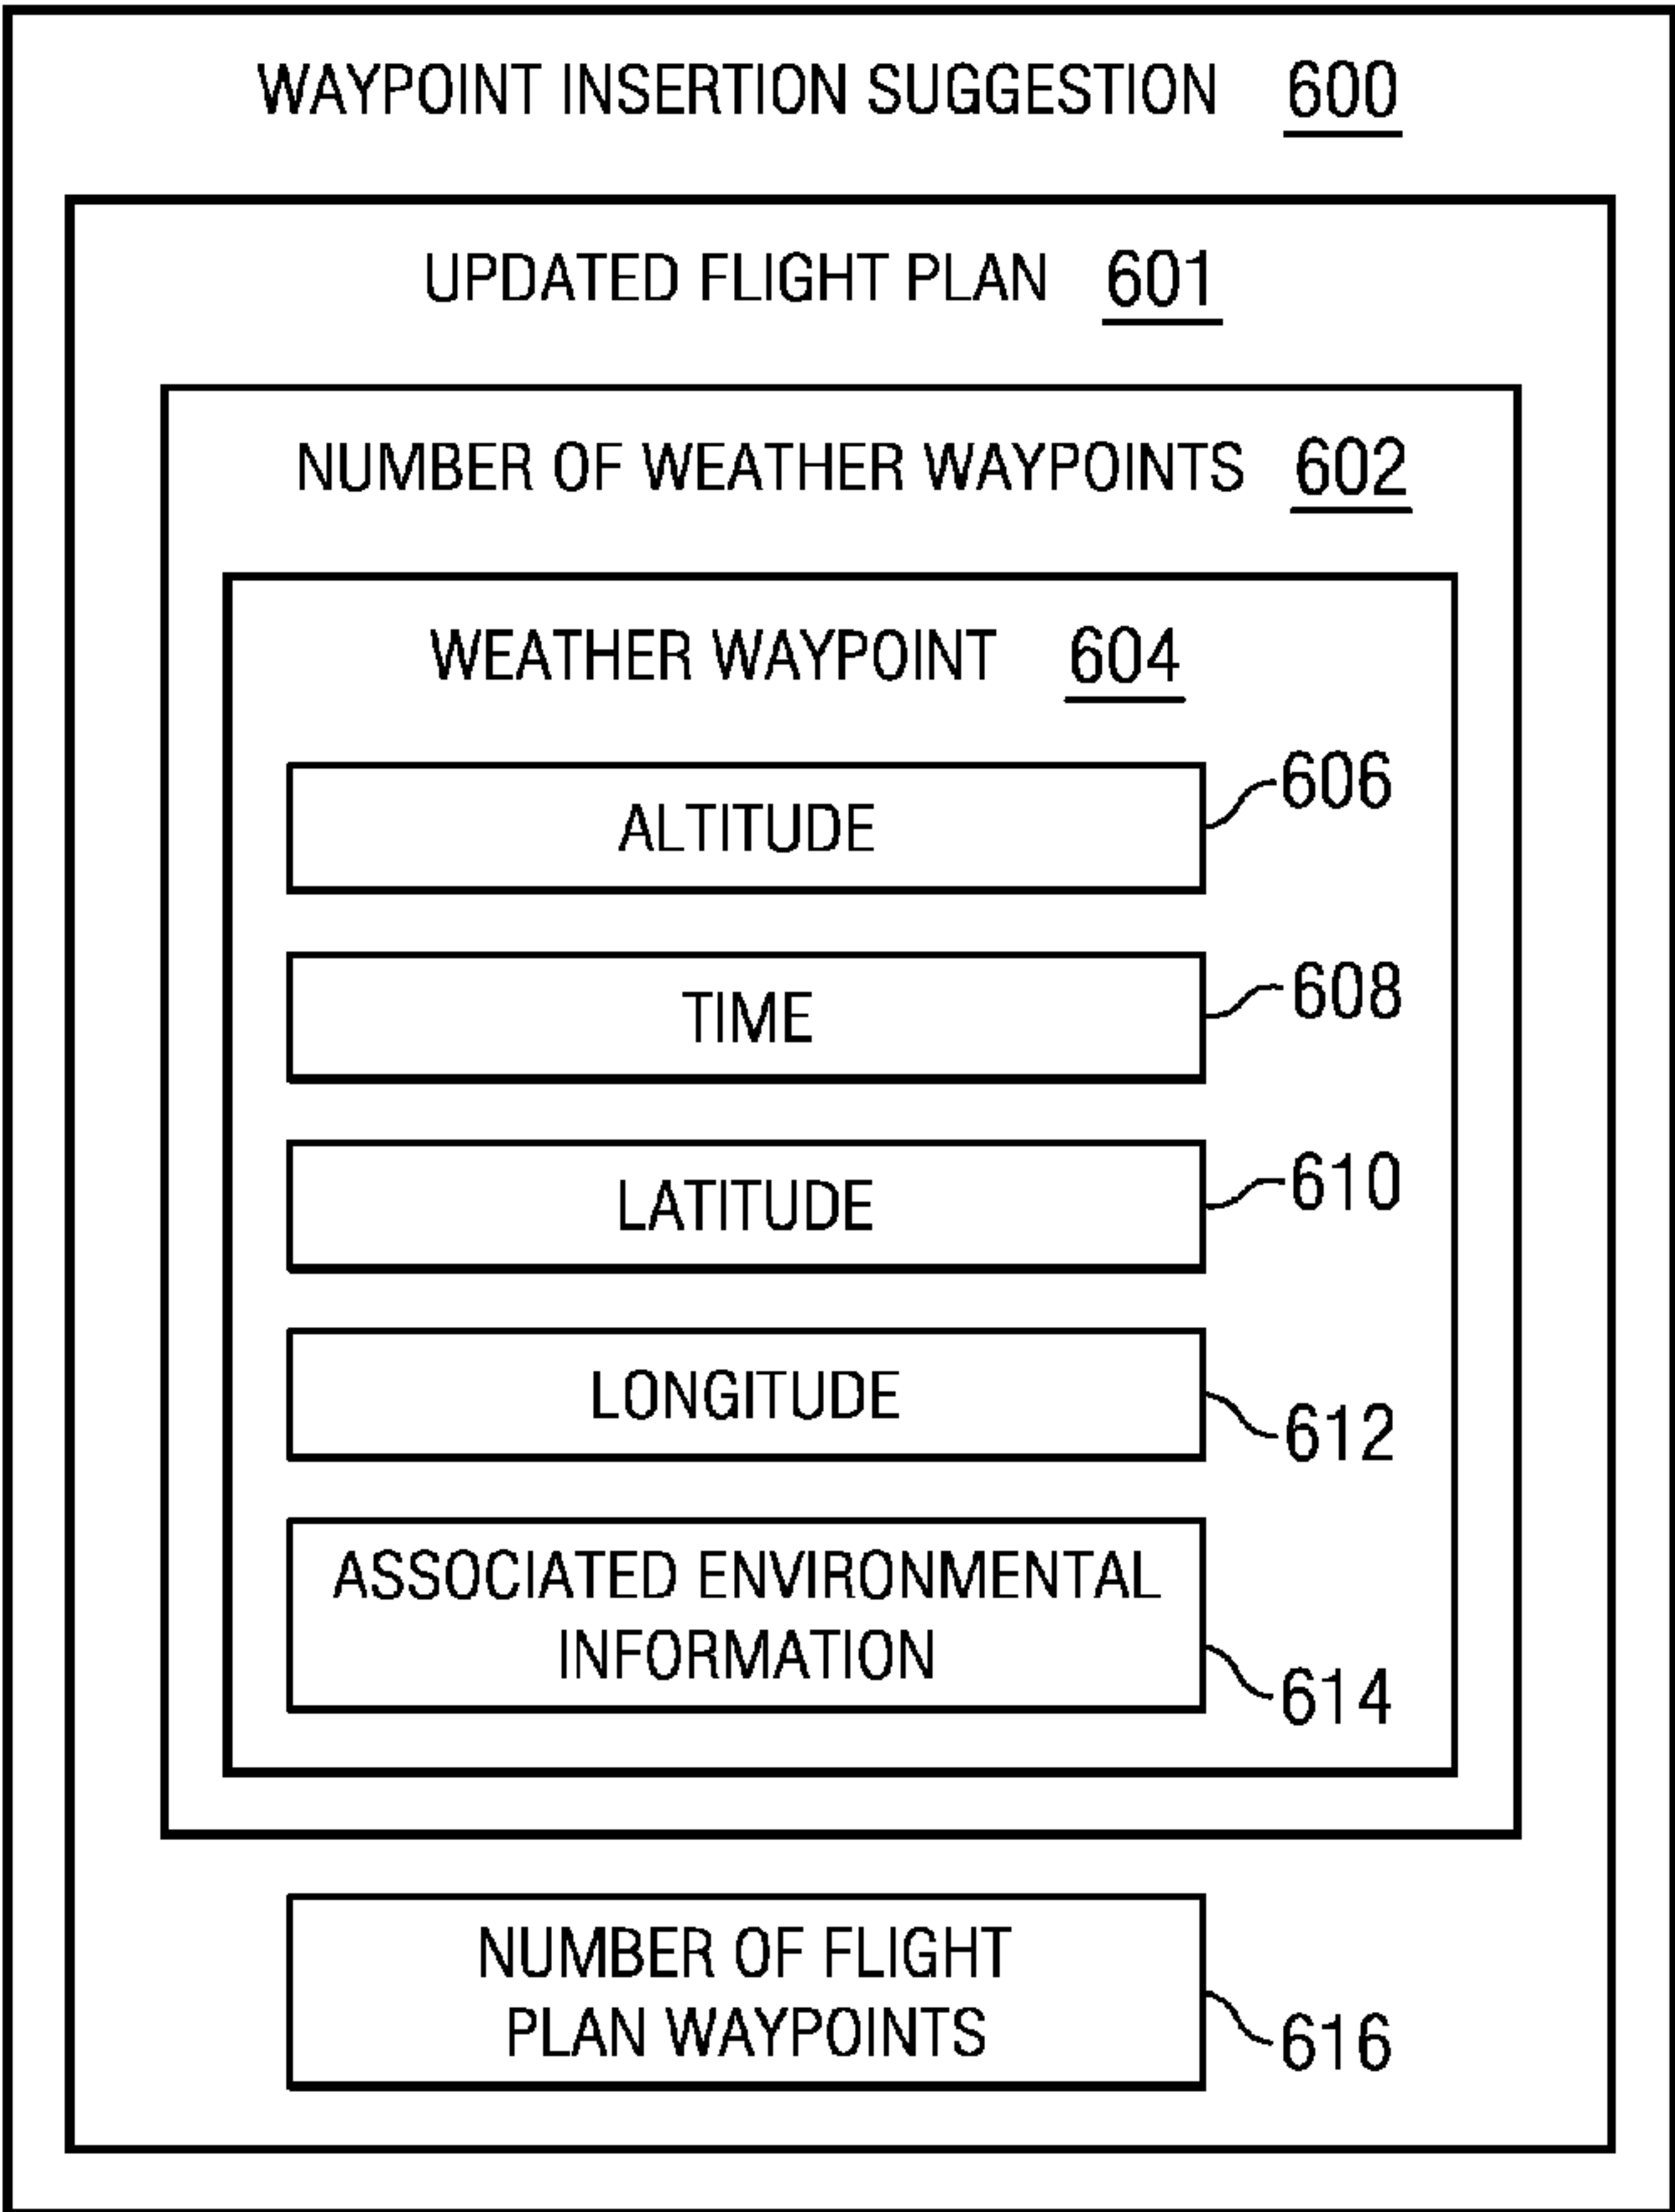 WAYPOINT INSERTION SUGGESTION 600
UPDATED FLIGHT PLAN 601
NUMBER OF WEATHER WAYPOINTS 602
WEATHER WAYPOINT 604
ALTITUDE 606
TIME 608
LATITUDE 610
LONGITUDE 612
ASSOCIATED ENVIRONMENTAL
INFORMATION 614
NUMBER OF FLIGHT
PLAN WAYPOINTS 616